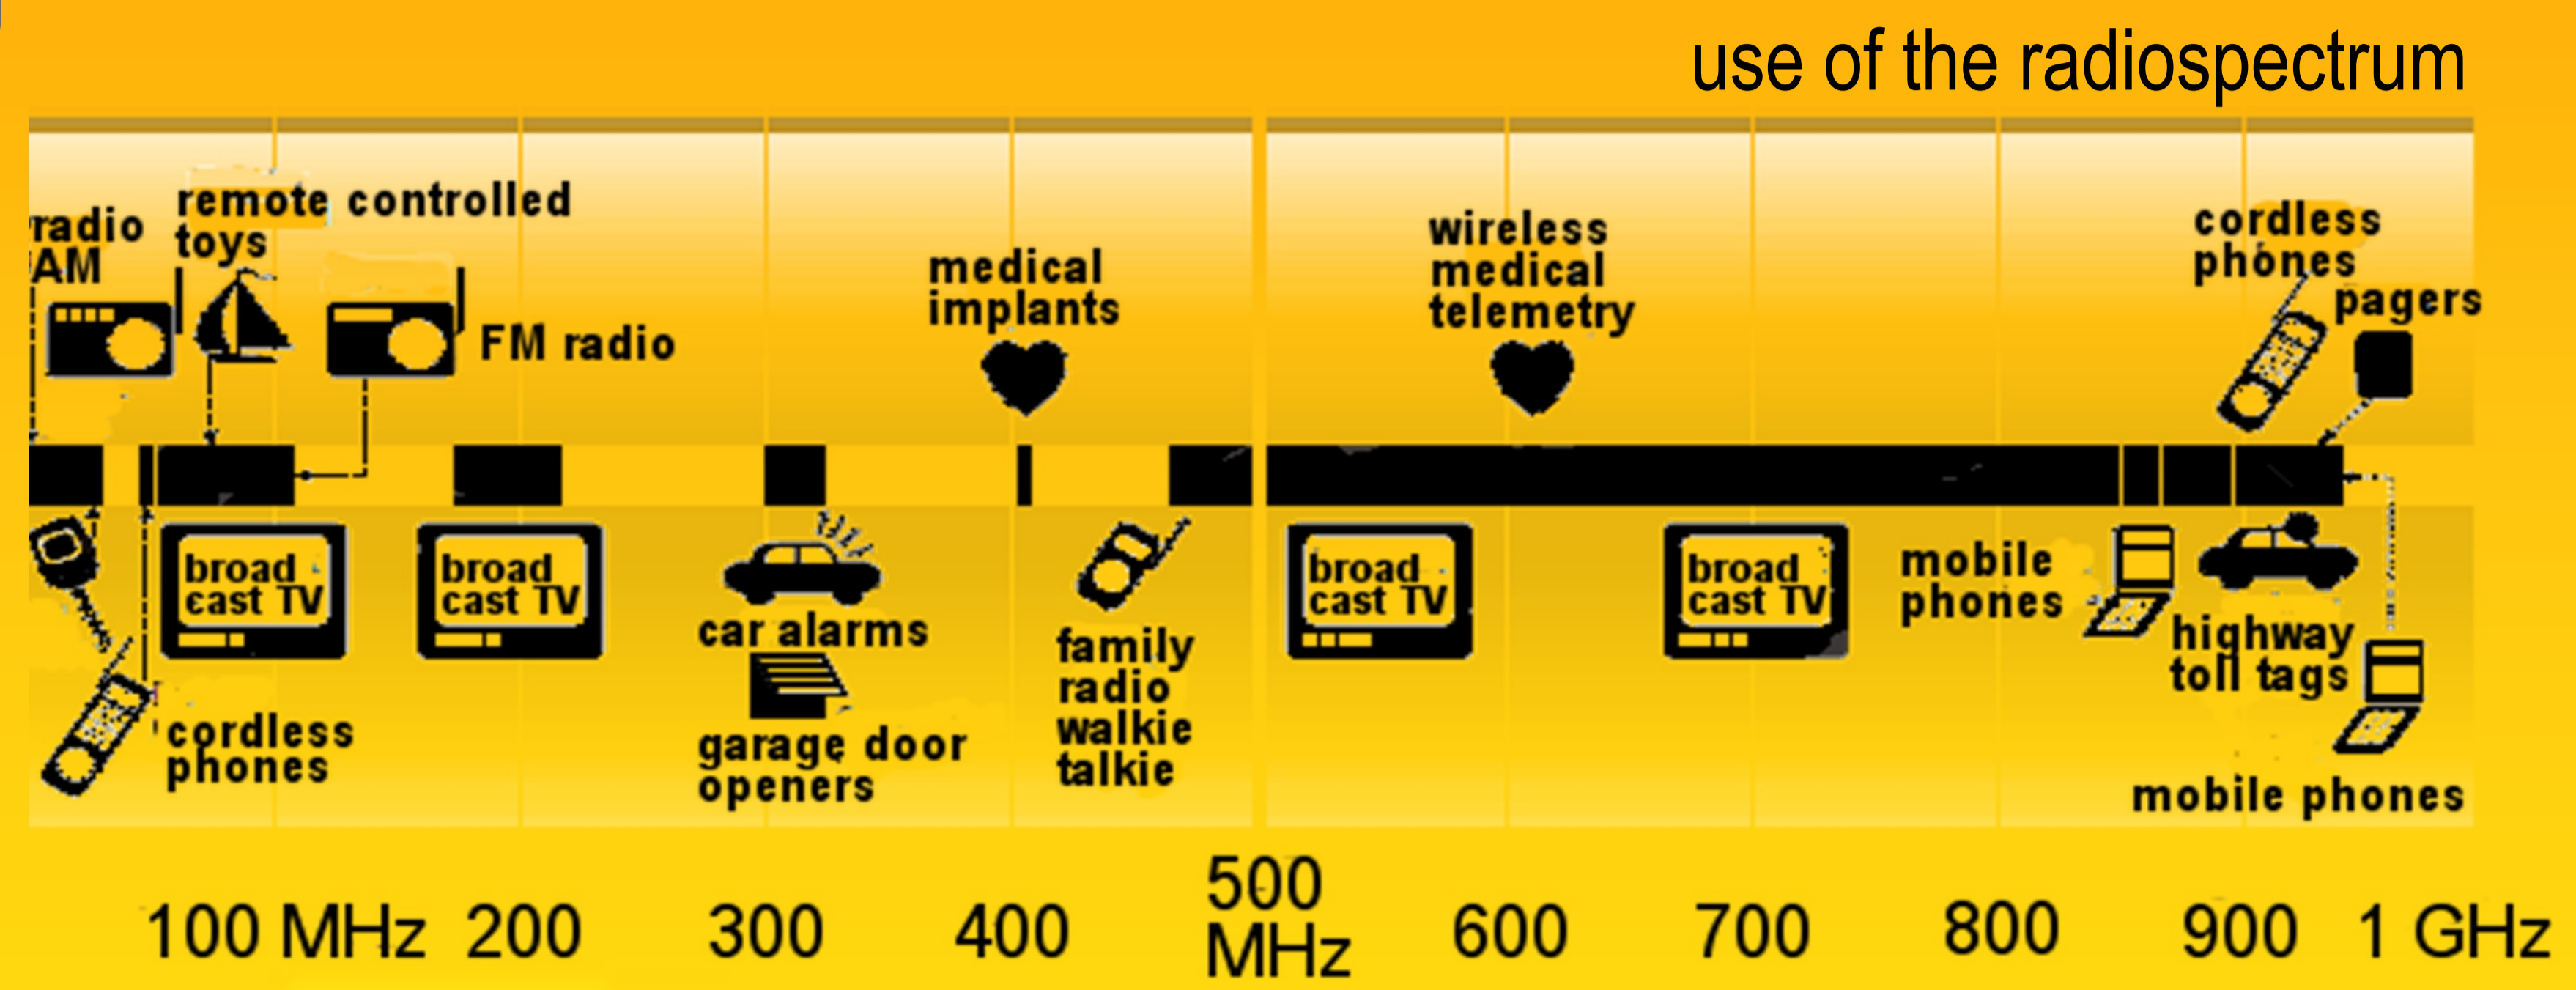 use of the radiospectrum
radio
AM
remote controlled
toys
FM radio
medical
implants
wireless
medical
telemetry
cordless
phones
pagers
broad
cast TV
broad
cast TV
car alarms
garage door
openers
family
radio
walkie
talkie
broad
cast TV
broad
cast TV
mobile
phones
highway
toll tags
cordless
phones
mobile phones
100 MHz
200
300
400
500
MHz
600
700
800
900
1 GHz